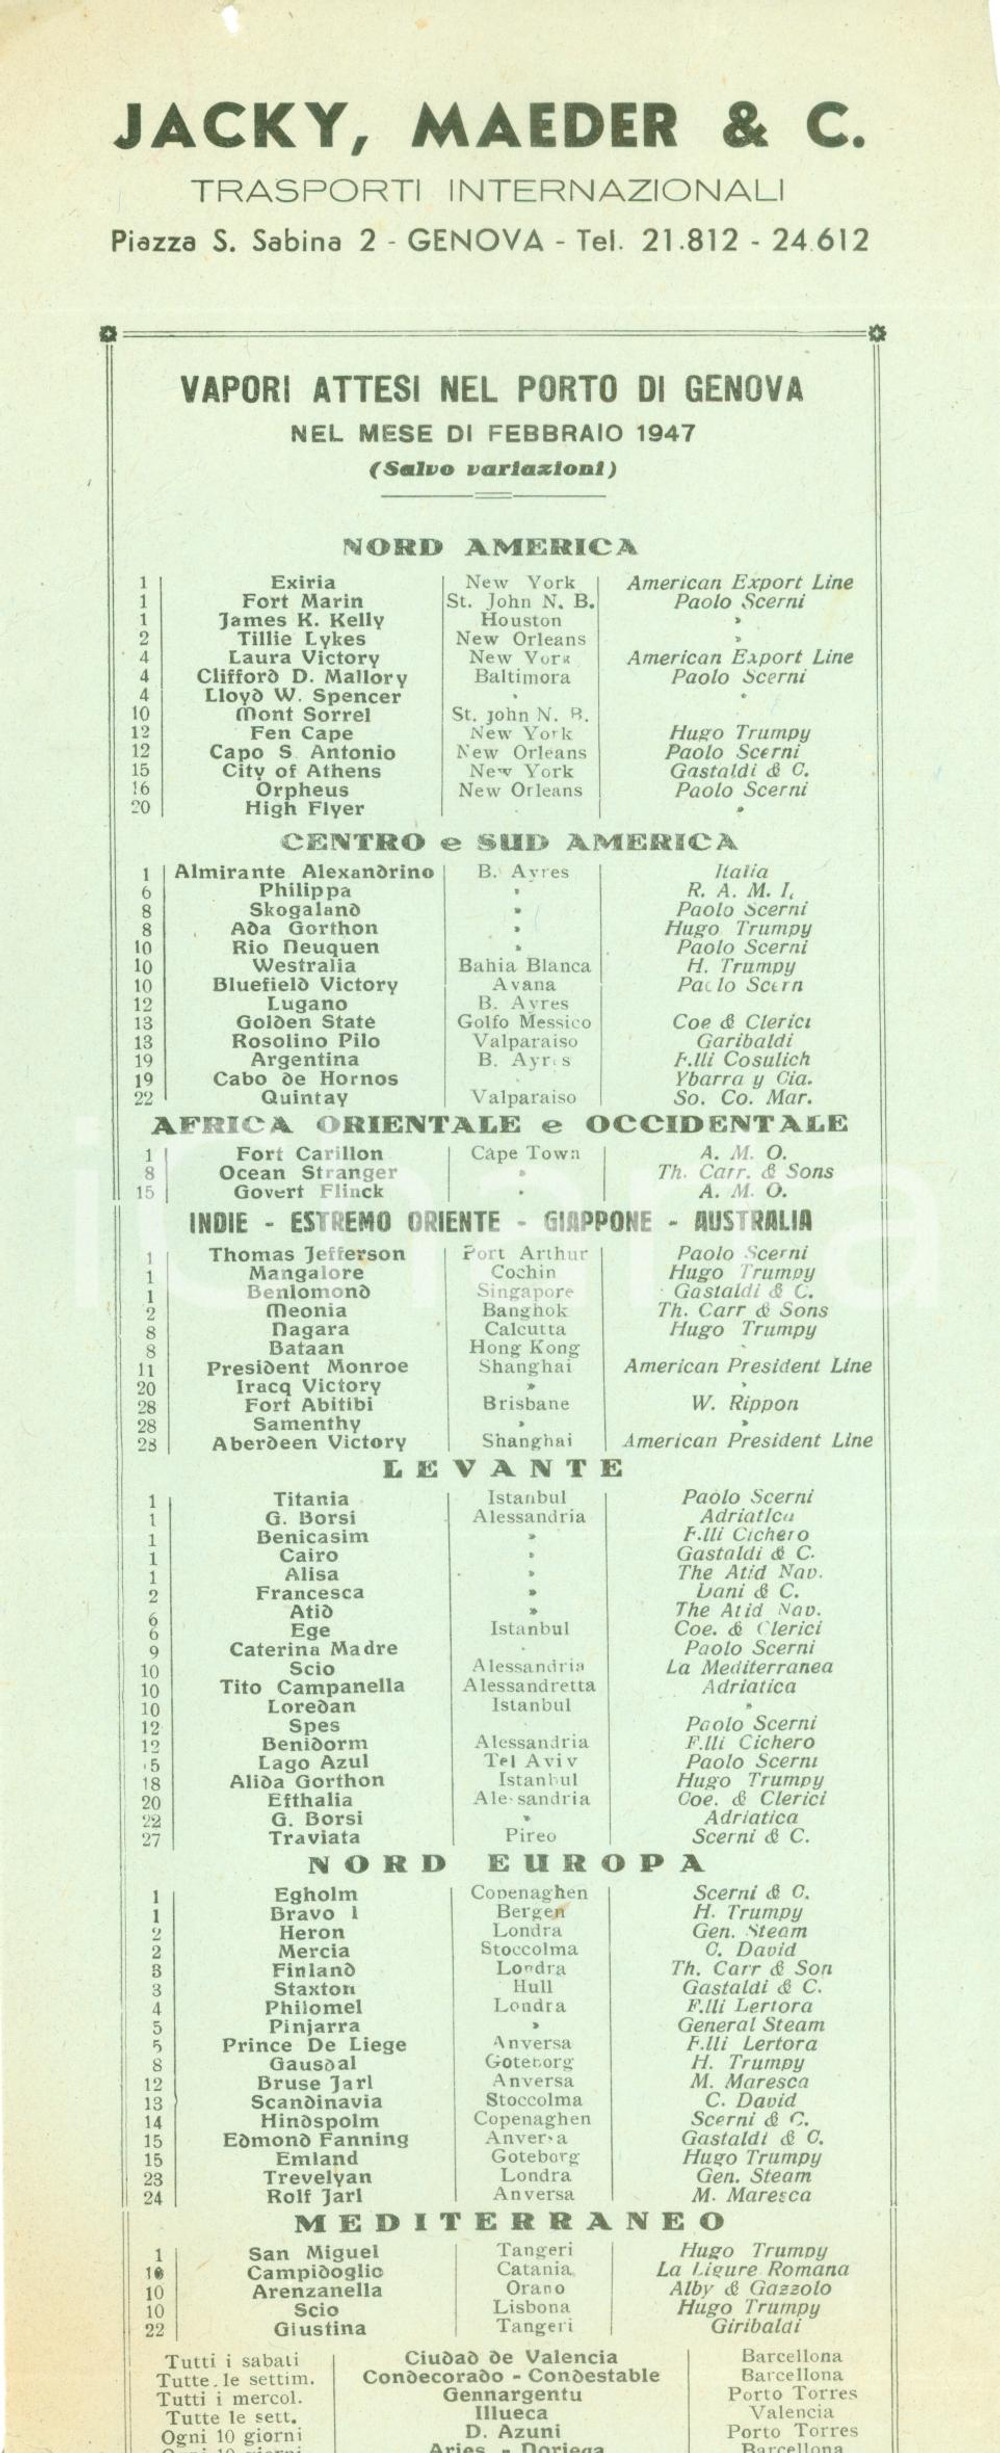 JACKY, MAEDER & C.
TRASPORTI INTERNAZIONALI
Piazza S. Sabina 2 - GENOVA - Tel. 21.812 - 24.612
VAPORI ATTESI NEL PORTO DI GENOVA
NEL MESE DI FEBBRAIO 1947
(Salvo variazioni)
NORD AMERICA
1 Exiria New York American Export Line
1 Fort Marin St. John N. B. Paolo Scerni
1 James K. Kelly Houston »
2 Tillie Lykes New Orleans »
4 Laura Victory New York American Export Line
4 Clifford D. Mallory Baltimora Paolo Scerni
4 Lloyd W. Spencer » »
10 Mont Sorrel St. John N. B.
12 Fen Cape New York Hugo Trumpy
12 Capo S. Antonio New Orleans Paolo Scerni
15 City of Athens New York Gastaldi & C.
16 Orpheus New Orleans Paolo Scerni
20 High Flyer »
CENTRO e SUD AMERICA
1 Almirante Alexandrino B. Ayres Italia
6 Philippa » R. A. M. I.
8 Skogaland » Paolo Scerni
8 Ada Gorthon » Hugo Trumpy
10 Rio Neuquen » Paolo Scerni
10 Westralia Bahia Blanca H. Trumpy
10 Bluefield Victory Avana Paolo Scern
12 Lugano B. Ayres
13 Golden State Golfo Messico Coe & Clerici
13 Rosolino Pilo Valparaiso Garibaldi
19 Argentina B. Ayres F.lli Cosulich
19 Cabo de Hornos Ybarra y Cia.
22 Quintay Valparaiso So. Co. Mar.
AFRICA ORIENTALE e OCCIDENTALE
1 Fort Carillon Cape Town A. M. O.
8 Ocean Stranger » Th. Carr. & Sons
15 Govert Flinck » A. M. O.
INDIE - ESTREMO ORIENTE - GIAPPONE - AUSTRALIA
1 Thomas Jefferson Port Arthur Paolo Scerni
1 Mangalore Cochin Hugo Trumpy
1 Benlomond Singapore Gastaldi & C.
2 Meonia Banghok Th. Carr & Sons
8 Nagara Calcutta Hugo Trumpy
8 Bataan Hong Kong »
11 President Monroe Shanghai American President Line
20 Iracq Victory » »
28 Fort Abitibi Brisbane W. Rippon
28 Samenthy » »
28 Aberdeen Victory Shanghai American President Line
LEVANTE
1 Titania Istanbul Paolo Scerni
1 G. Borsi Alessandria Adriatica
1 Benicasim » F.lli Cichero
1 Cairo » Gastaldi & C.
1 Alisa » The Atid Nav.
2 Francesca » Dani & C.
6 Atid » The Atid Nav.
6 Ege Istanbul Coe. & Clerici
9 Caterina Madre » Paolo Scerni
10 Scio Alessandria La Mediterranea
10 Tito Campanella Alessandretta Adriatica
10 Loredan Istanbul »
12 Spes Paolo Scerni
12 Benidorm Alessandria F.lli Cichero
15 Lago Azul Tel Aviv Paolo Scerni
18 Alida Gorthon Istanbul Hugo Trumpy
20 Efthalia Alessandria Coe. & Clerici
22 G. Borsi » Adriatica
27 Traviata Pireo Scerni & C.
NORD EUROPA
1 Egholm Copenaghen Scerni & C.
1 Bravo I Bergen H. Trumpy
2 Heron Londra Gen. Steam
2 Mercia Stoccolma C. David
3 Finland Londra Th. Carr & Son
3 Staxton Hull Gastaldi & C.
4 Philomel Londra F.lli Lertora
5 Pinjarra » General Steam
5 Prince De Liege Anversa F.lli Lertora
8 Gausdal Goteborg H. Trumpy
12 Bruse Jarl Anversa M. Maresca
13 Scandinavia Stoccolma C. David
14 Hindspolm Copenaghen Scerni & C.
15 Edmond Fanning Anversa Gastaldi & C.
15 Emland Goteborg Hugo Trumpy
23 Trevelyan Londra Gen. Steam
24 Rolf Jarl Anversa M. Maresca
MEDITERRANEO
1 San Miguel Tangeri Hugo Trumpy
10 Campidoglio Catania La Ligure Romana
10 Arenzanella Orano Alby & Gazzolo
10 Scio Lisbona Hugo Trumpy
22 Giustina Tangeri Giribaldi
Tutti i sabati Ciudad de Valencia Barcellona
Tutte le settim. Condecorado - Condestable Barcellona
Tutti i mercol. Gennargentu Porto Torres
Tutte le sett. Illueca Valencia
Ogni 10 giorni D. Azuni Porto Torres
Ogni 10 giorni Aries - Doriega Barcellona